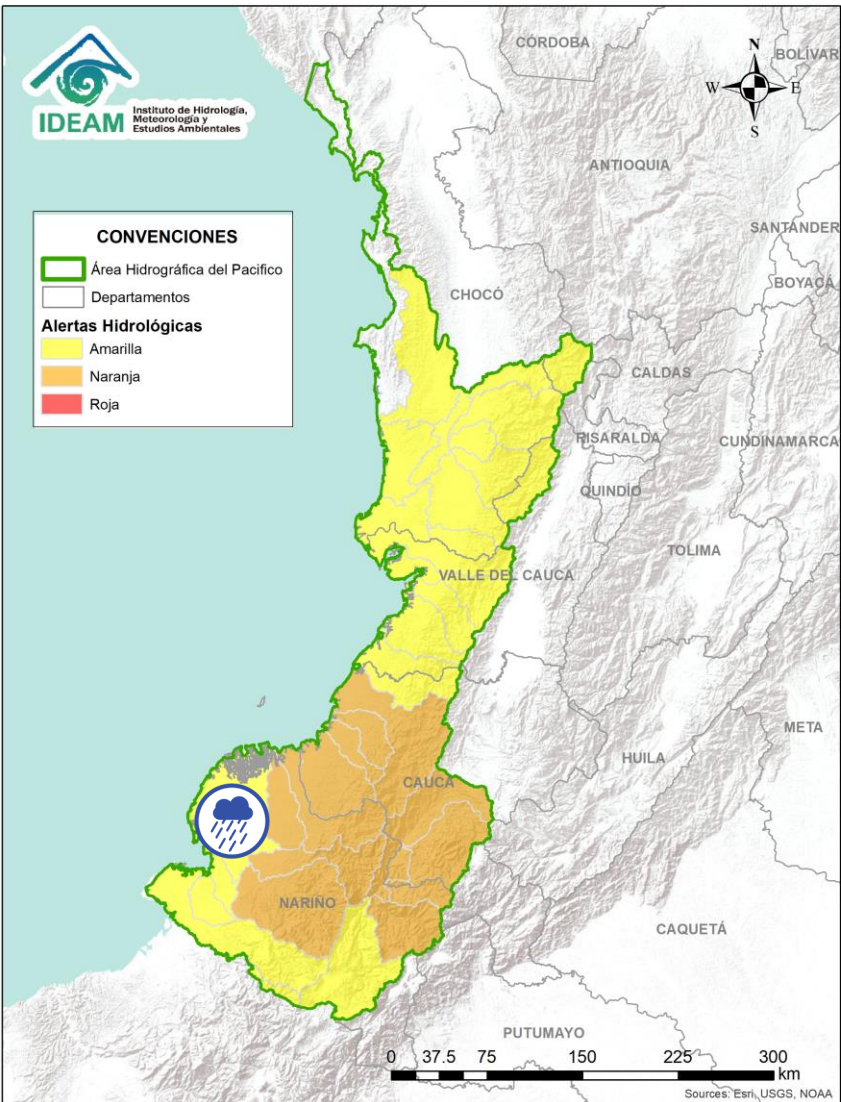 IDEAM
Instituto de Hidrología,
Meteorología y
Estudios Ambientales
N
W
E
S
CÓRDOBA
BOLÍVAR
ANTIOQUIA
SANTANDER
BOYACÁ
CHOCÓ
CALDAS
RISARALDA
CUNDINAMARCA
QUINDÍO
TOLIMA
VALLE DEL CAUCA
META
HUILA
CAUCA
NARIÑO
CAQUETÁ
PUTUMAYO
CONVENCIONES
Área Hidrográfica del Pacifico
Departamentos
Alertas Hidrológicas
Amarilla
Naranja
Roja
0 37.5 75 150 225 300
km
Sources: Esri, USGS, NOAA